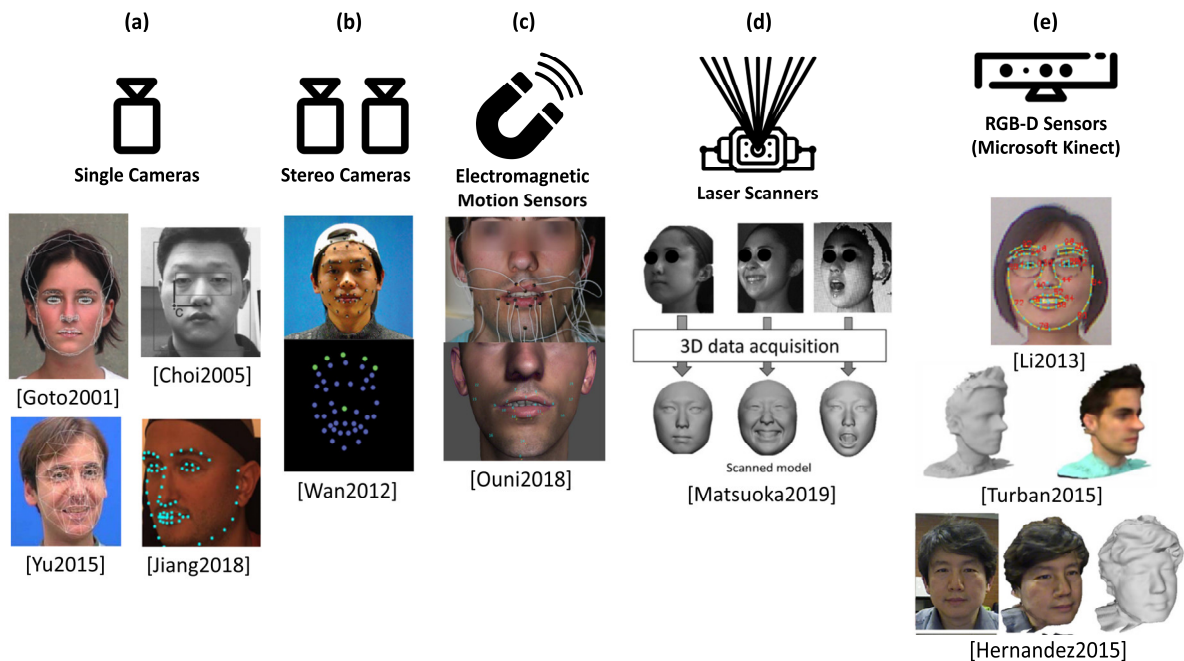 (a)
(b)
(c)
(d)
(e)
Single Cameras
Stereo Cameras
Electromagnetic
Motion Sensors
Laser Scanners
RGB-D Sensors
(Microsoft Kinect)
C
3D data acquisition
Scanned model
[Goto2001]
[Choi2005]
[Yu2015]
[Jiang2018]
[Wan2012]
[Ouni2018]
[Matsuoka2019]
[Li2013]
[Turban2015]
[Hernandez2015]